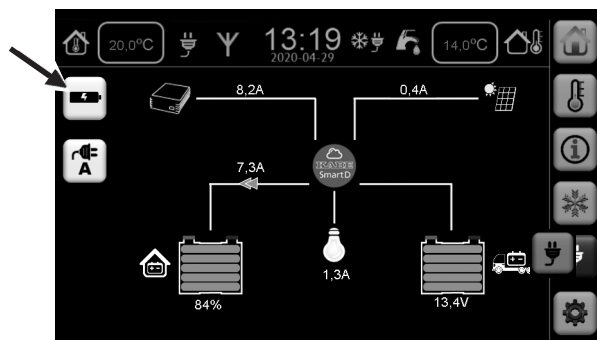 20,0°C
13:19
2020-04-29
14,0°C
8,2A
0,4A
A
7,3A
KABE
SmartD
1,3A
84%
13,4V